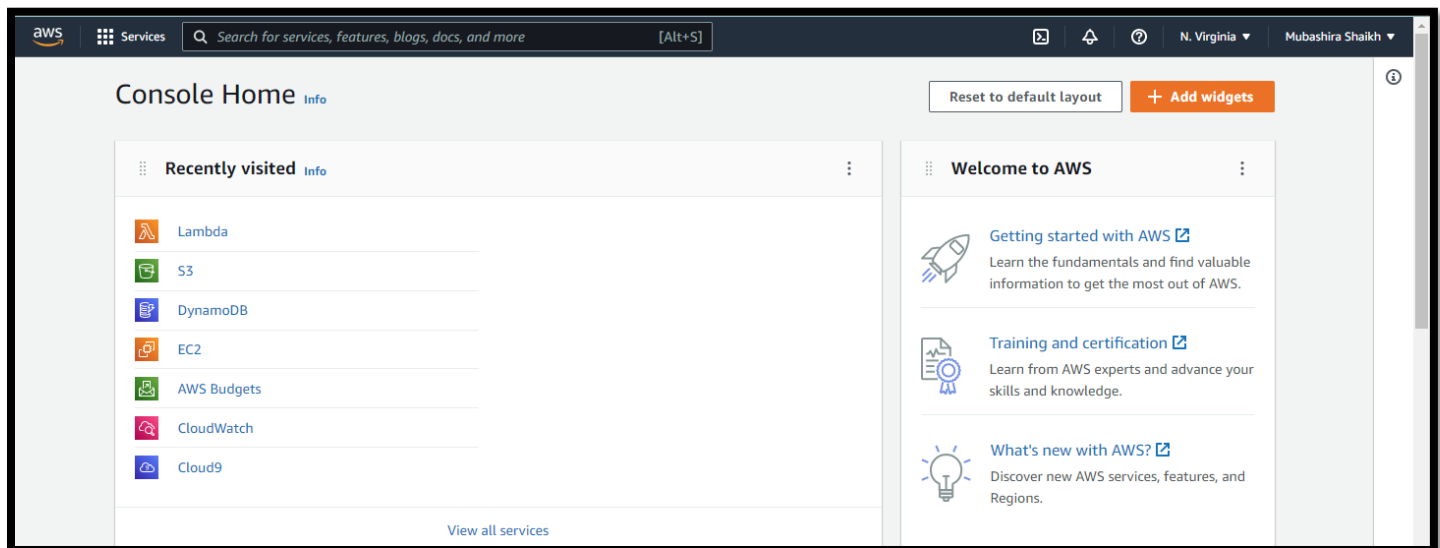 aws
Services
Search for services, features, blogs, docs, and more [Alt+S]
N. Virginia
Mubashira Shaikh
Console Home Info
Reset to default layout
Add widgets
Recently visited Info
Lambda
S3
DynamoDB
EC2
AWS Budgets
CloudWatch
Cloud9
View all services
Welcome to AWS
Getting started with AWS
Learn the fundamentals and find valuable
information to get the most out of AWS.
Training and certification
Learn from AWS experts and advance your
skills and knowledge.
What's new with AWS?
Discover new AWS services, features, and
Regions.